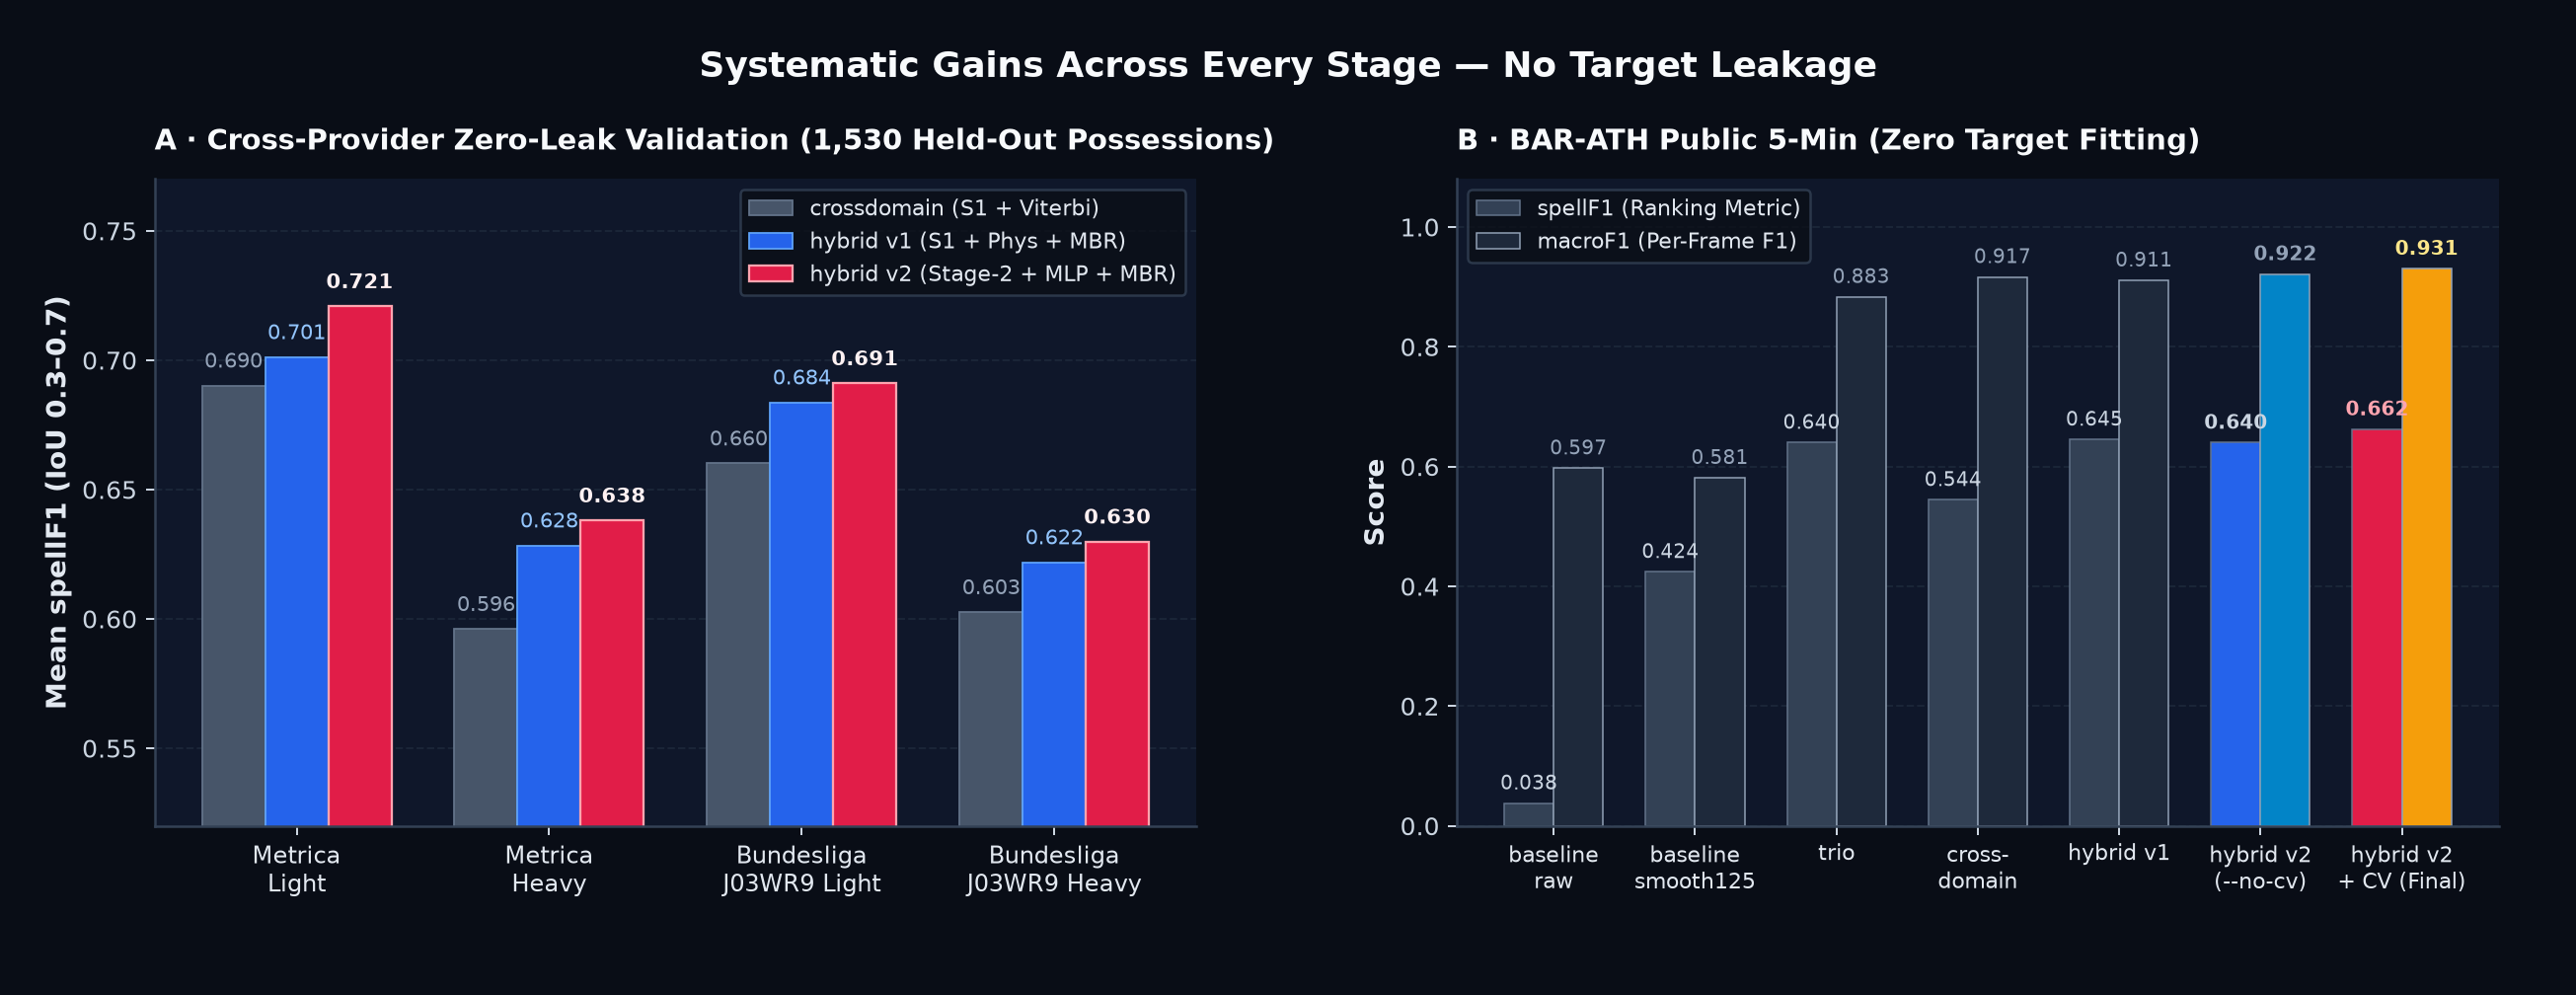 Systematic Gains Across Every Stage — No Target Leakage
A · Cross-Provider Zero-Leak Validation (1,530 Held-Out Possessions)
Mean spellF1 (IoU 0.3–0.7)
0.75
0.70
0.65
0.60
0.55
crossdomain (S1 + Viterbi)
hybrid v1 (S1 + Phys + MBR)
hybrid v2 (Stage-2 + MLP + MBR)
0.690
0.701
0.721
0.596
0.628
0.638
0.660
0.684
0.691
0.603
0.622
0.630
Metrica
Light
Metrica
Heavy
Bundesliga
J03WR9 Light
Bundesliga
J03WR9 Heavy
B · BAR-ATH Public 5-Min (Zero Target Fitting)
Score
1.0
0.8
0.6
0.4
0.2
0.0
spellF1 (Ranking Metric)
macroF1 (Per-Frame F1)
0.038
0.597
0.424
0.581
0.640
0.883
0.544
0.917
0.645
0.911
0.640
0.922
0.662
0.931
baseline
raw
baseline
smooth125
trio
cross-
domain
hybrid v1
hybrid v2
(--no-cv)
hybrid v2
+ CV (Final)